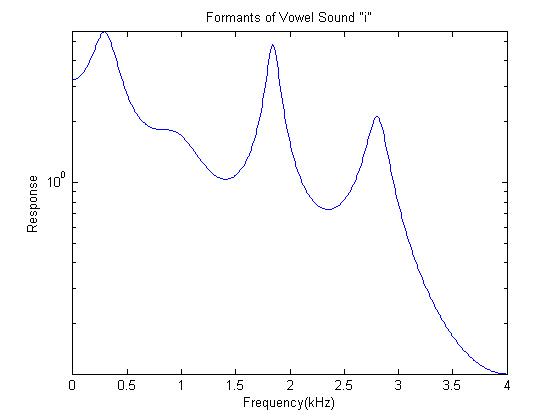 Formants of Vowel Sound "i"
Response
10^0
0 0.5 1 1.5 2 2.5 3 3.5 4
Frequency(kHz)